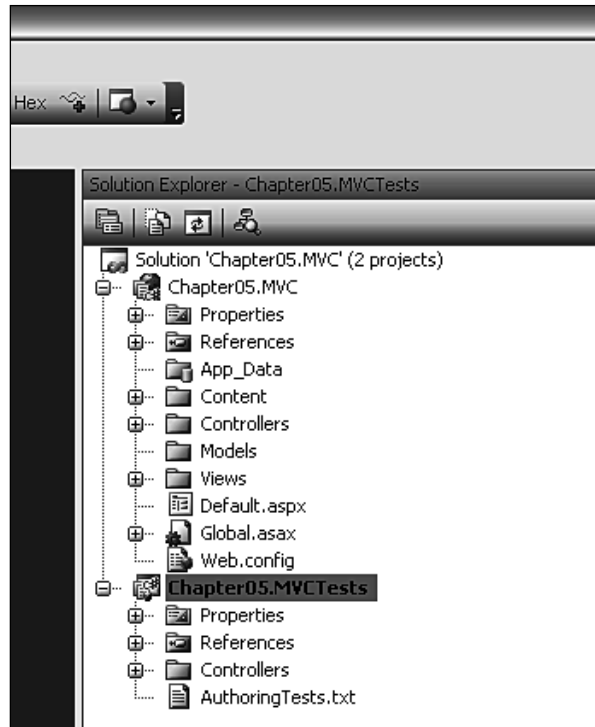 Hex
Solution Explorer - Chapter05.MVCTests
Solution 'Chapter05.MVC' (2 projects)
Chapter05.MVC
Properties
References
App_Data
Content
Controllers
Models
Views
Default.aspx
Global.asax
Web.config
Chapter05.MVCTests
Properties
References
Controllers
AuthoringTests.txt